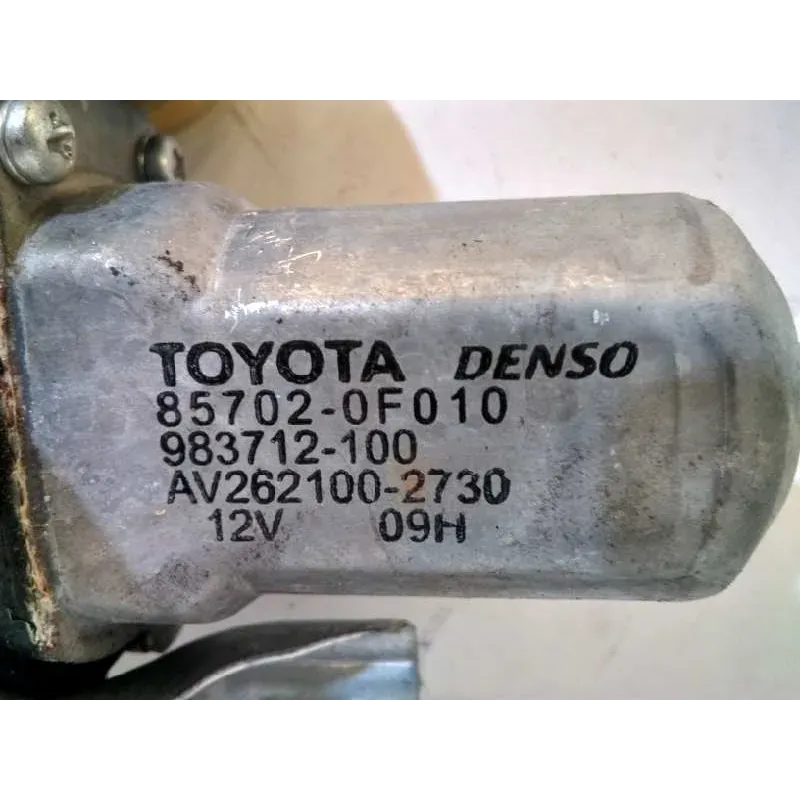 TOYOTA DENSO
85702-0F010
983712-100
AV262100-2730
12V 09H